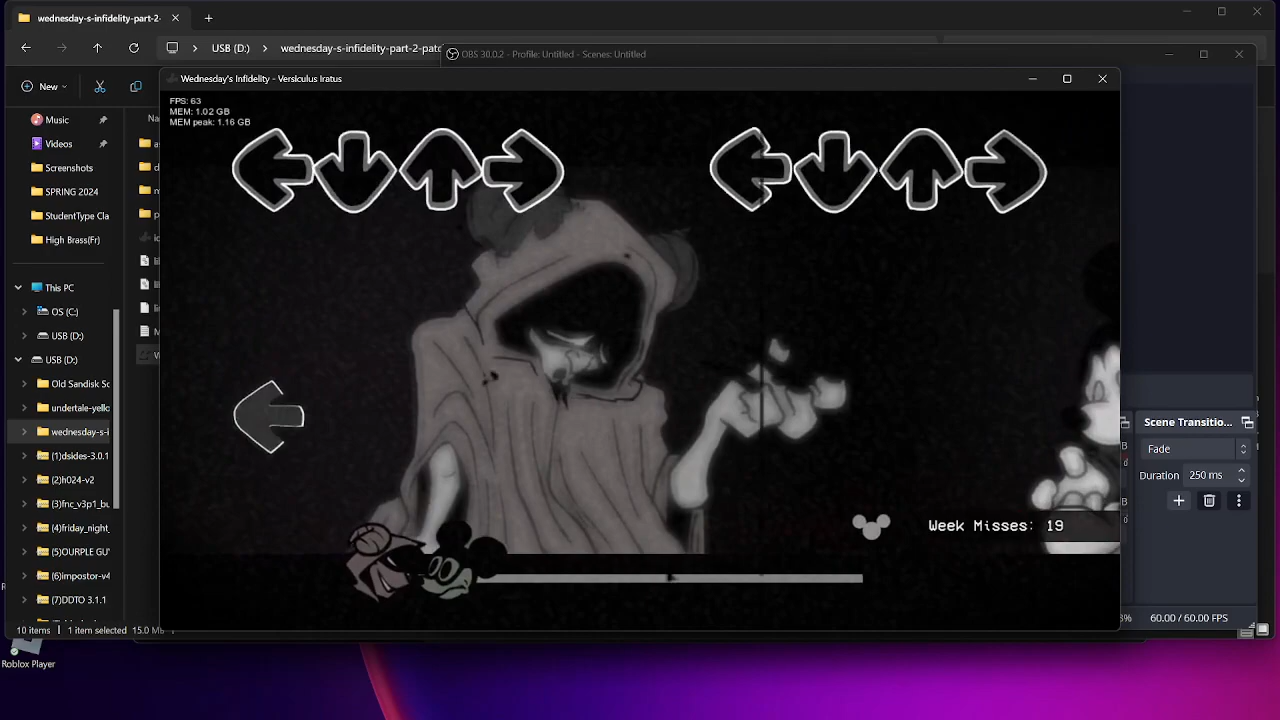 wednesday-s-infidelity-part-2-
USB (D:)
wednesday-s-infidelity-part-2-patc
OBS 30.0.2 - Profile: Untitled - Scenes: Untitled
New
Wednesday's Infidelity - Versiculus Iratus
FPS: 63
MEM: 1.02 GB
MEM peak: 1.16 GB
Music
Videos
Screenshots
SPRING 2024
StudentType Cla
High Brass(Fr)
This PC
OS (C:)
USB (D:)
USB (D:)
Old Sandisk Sc
undertale-yello
wednesday-s-i
(1)dsides-3.0.1
(2)h024-v2
(3)fnc_v3p1_bu
(4)friday_night_
(5)OURPLE GUY
(6)impostor-v4
(7)DDTO 3.1.1
Scene Transitio...
Fade
Duration 250 ms
Week Misses: 19
60.00 / 60.00 FPS
10 items
1 item selected 15.0 M
Roblox Player